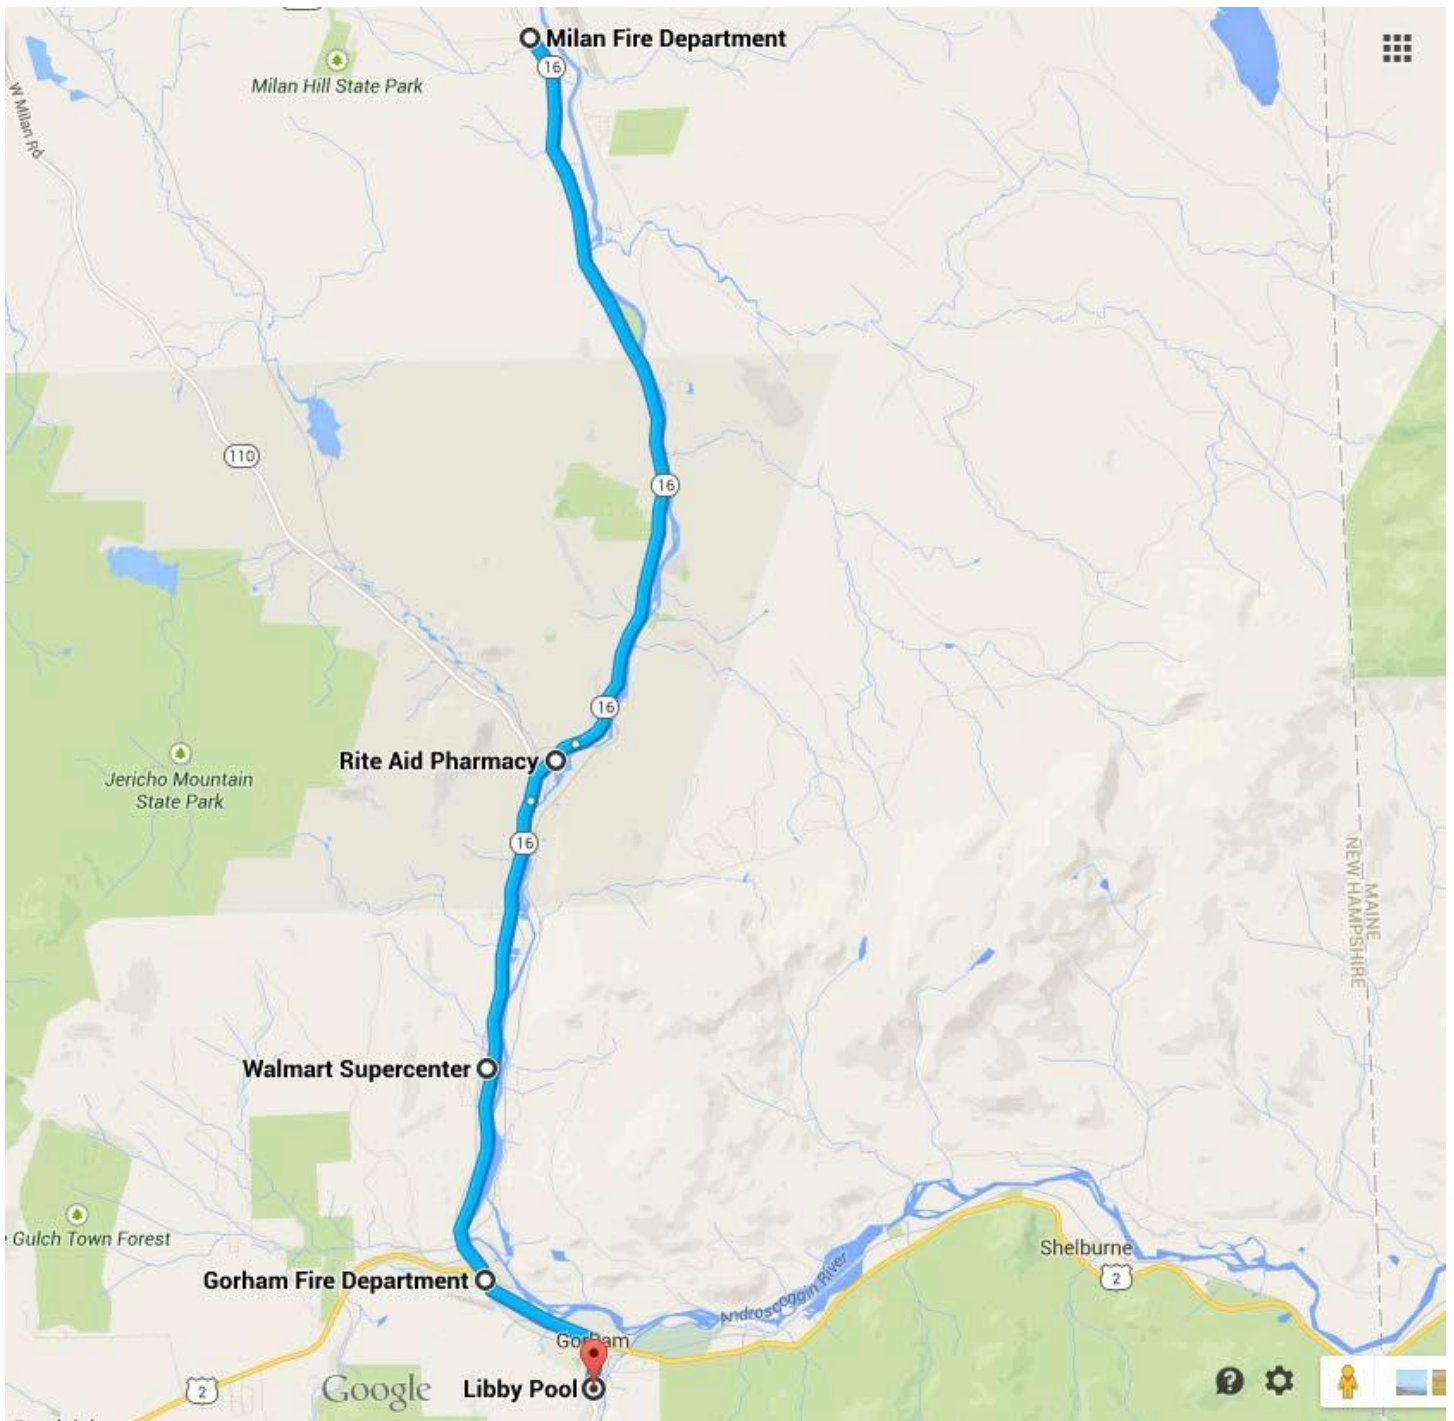 Milan Fire Department
16
Milan Hill State Park
W Milan Rd
110
16
16
Rite Aid Pharmacy
Jericho Mountain
State Park
16
MAINE
NEW HAMPSHIRE
Walmart Supercenter
Gulch Town Forest
Shelburne
2
Gorham Fire Department
Androscoggin River
Gorham
Libby Pool
2
Google